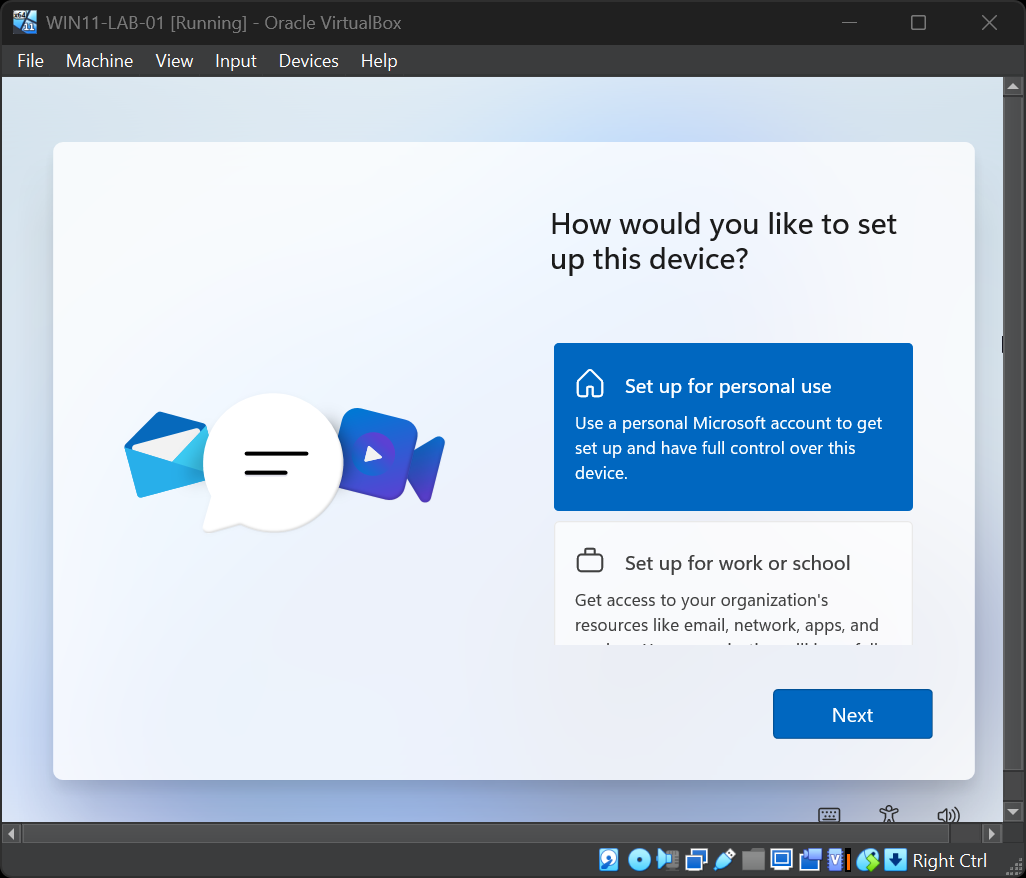 WIN11-LAB-01 [Running] - Oracle VirtualBox
File Machine View Input Devices Help
How would you like to set
up this device?
Set up for personal use
Use a personal Microsoft account to get
set up and have full control over this
device.
Set up for work or school
Get access to your organization's
resources like email, network, apps, and
Next
Right Ctrl